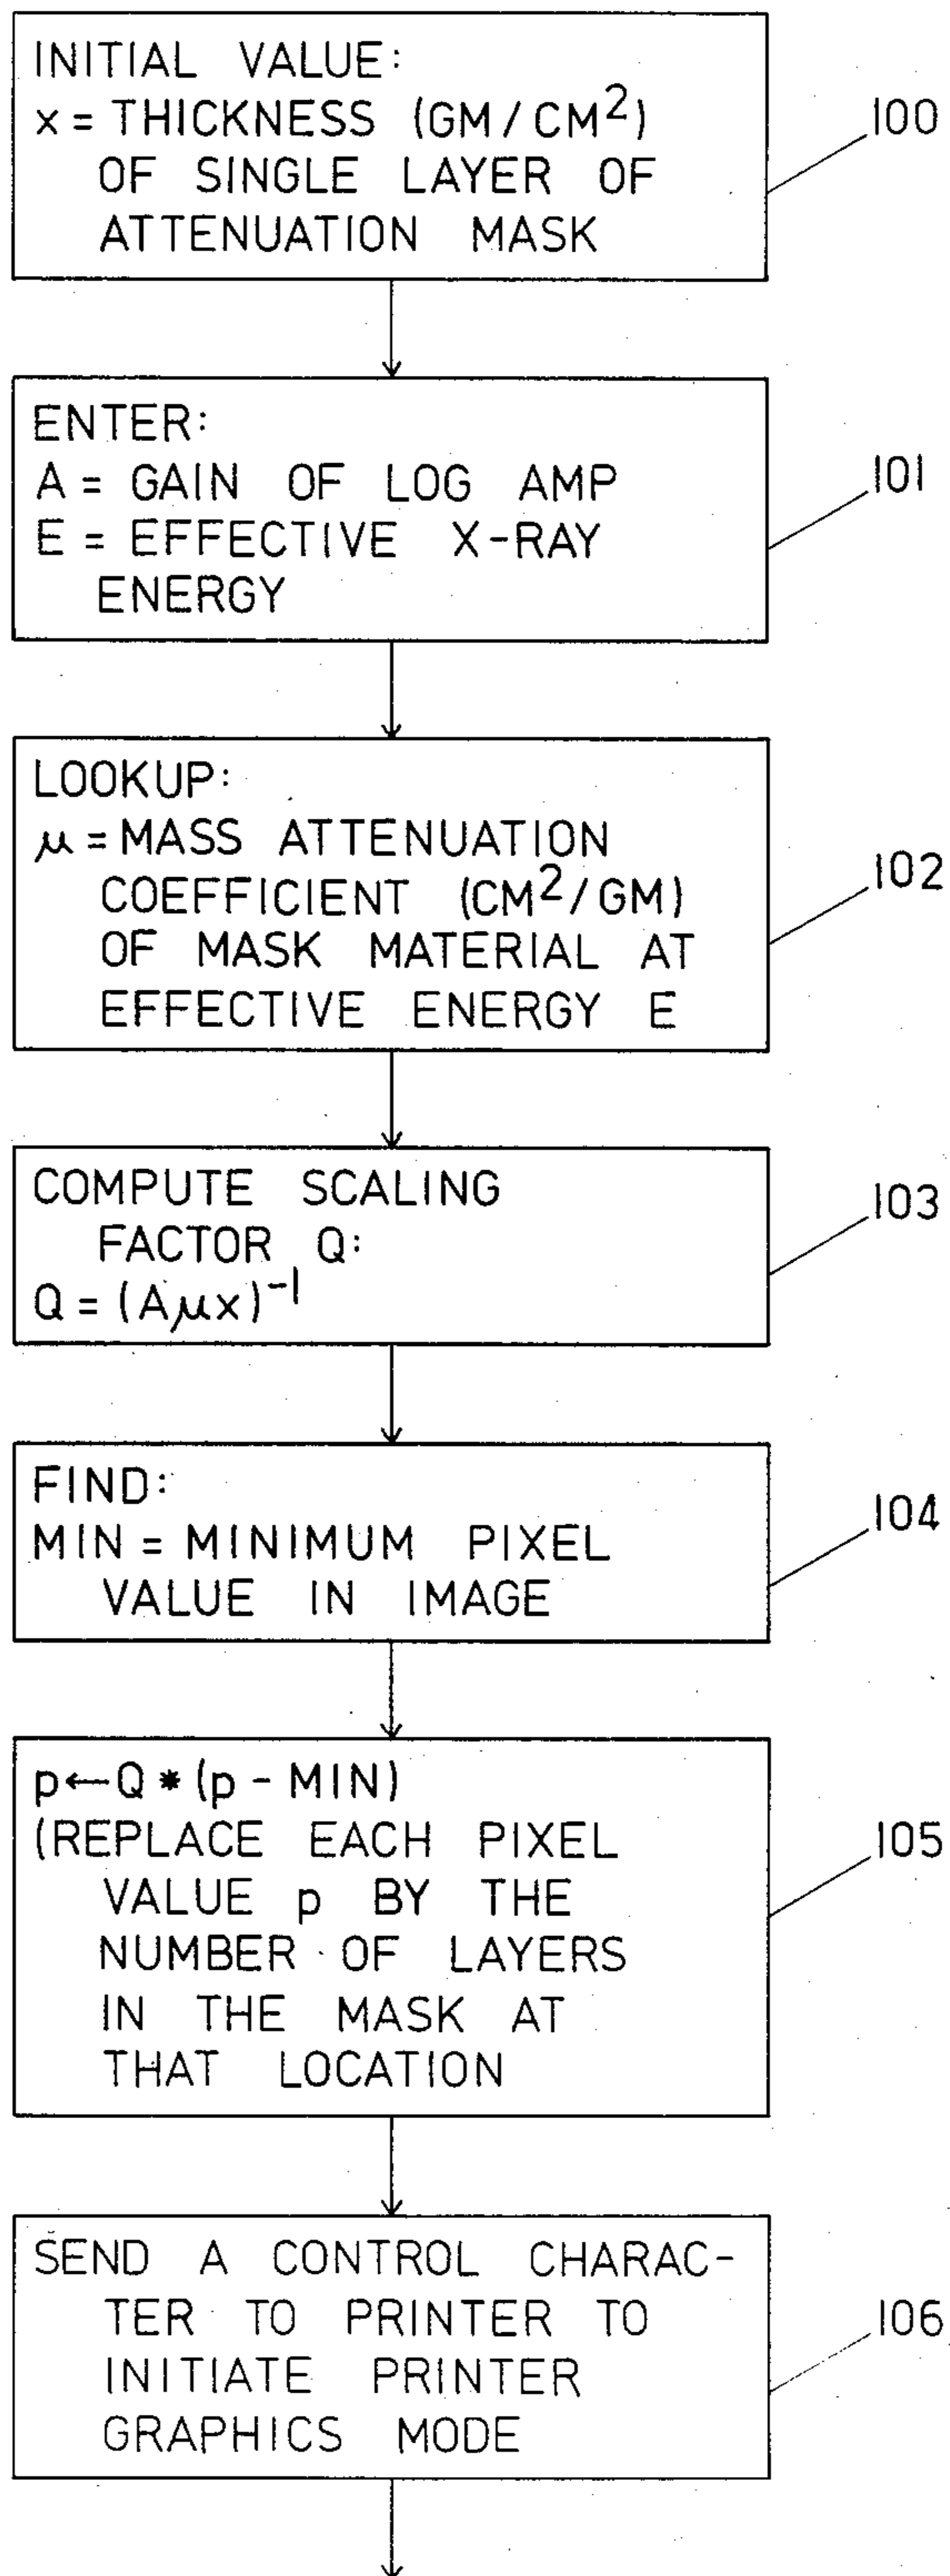 INITIAL VALUE:
x = THICKNESS (GM/CM²)
OF SINGLE LAYER OF
ATTENUATION MASK
100
ENTER:
A = GAIN OF LOG AMP
E = EFFECTIVE X-RAY
ENERGY
101
LOOKUP:
μ = MASS ATTENUATION
COEFFICIENT (CM²/GM)
OF MASK MATERIAL AT
EFFECTIVE ENERGY E
102
COMPUTE SCALING
FACTOR Q:
Q = (Aμx)⁻¹
103
FIND:
MIN = MINIMUM PIXEL
VALUE IN IMAGE
104
p←Q * (p - MIN)
(REPLACE EACH PIXEL
VALUE p BY THE
NUMBER OF LAYERS
IN THE MASK AT
THAT LOCATION
105
SEND A CONTROL CHARAC-
TER TO PRINTER TO
INITIATE PRINTER
GRAPHICS MODE
106